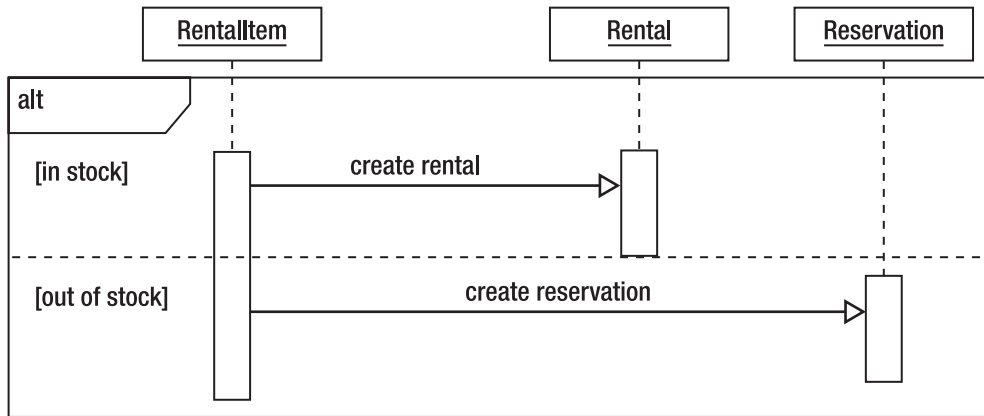 RentalItem
Rental
Reservation
alt
[in stock]
create rental
[out of stock]
create reservation